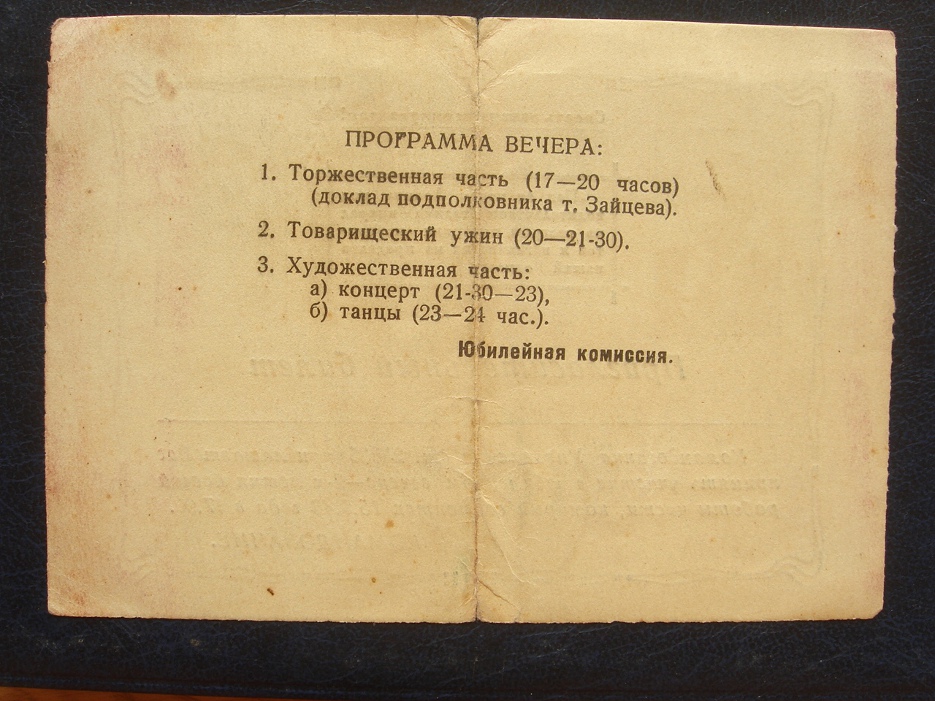 ПРОГРАММА ВЕЧЕРА:
1. Торжественная часть (17—20 часов)
(доклад подполковника т. Зайцева).
2. Товарищеский ужин (20—21-30).
3. Художественная часть:
а) концерт (21-30—23),
б) танцы (23—24 час.).
Юбилейная комиссия.